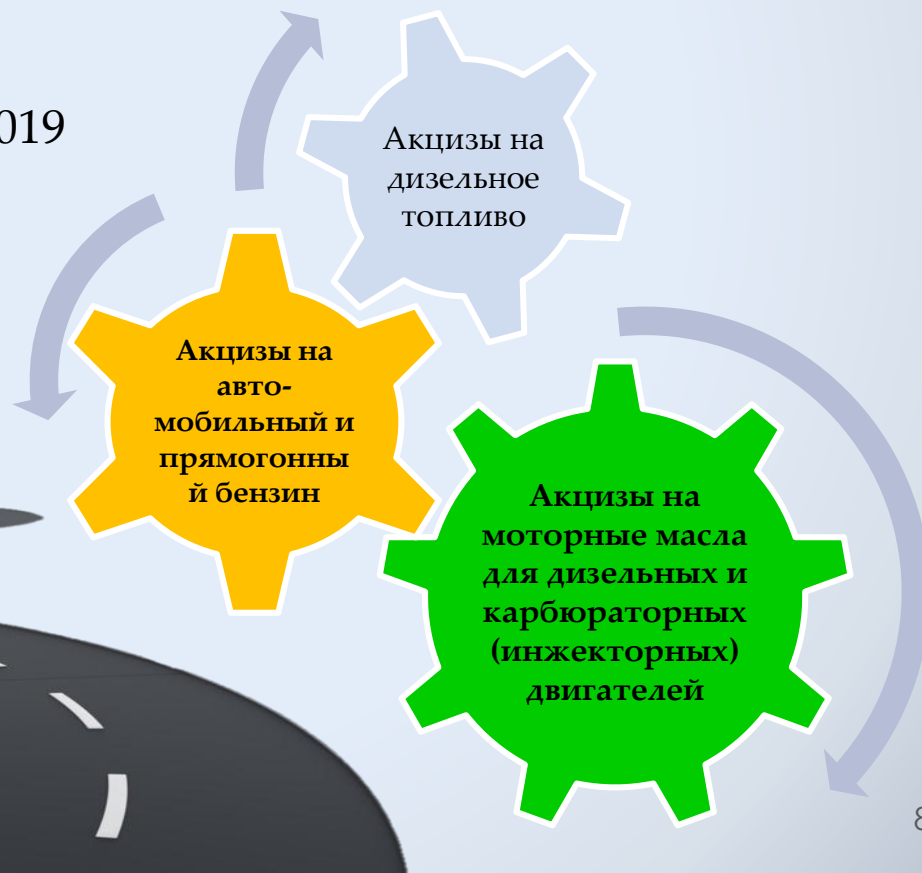 019
Акцизы на
дизельное
топливо
Акцизы на
авто-
мобильный и
прямогонны
й бензин
Акцизы на
моторные масла
для дизельных и
карбюраторных
(инжекторных)
двигателей
8